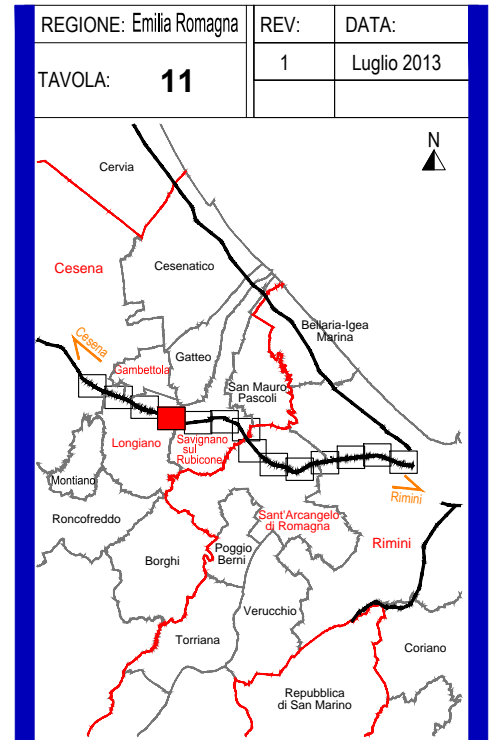 REGIONE: Emilia Romagna
REV:
DATA:
TAVOLA: 11
1
Luglio 2013
N
Cervia
Cesena
Cesenatico
Bellaria-Igea
Marina
Cesena
Gatteo
Gambettola
San Mauro
Pascoli
Longiano
Savignano
sul
Rubicone
Montiano
Rimini
Roncofreddo
Sant'Arcangelo
di Romagna
Rimini
Borghi
Poggio
Berni
Verucchio
Torriana
Coriano
Repubblica
di San Marino